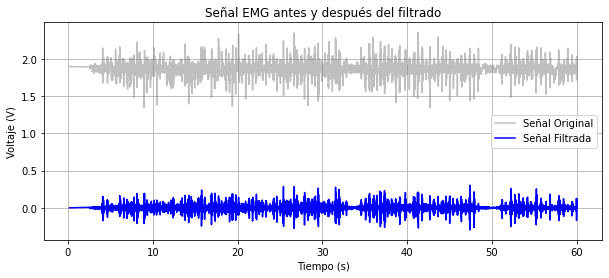 Señal EMG antes y después del filtrado
Voltaje (V)
2.0
1.5
1.0
0.5
0.0
Señal Original
Señal Filtrada
0 10 20 30 40 50 60
Tiempo (s)